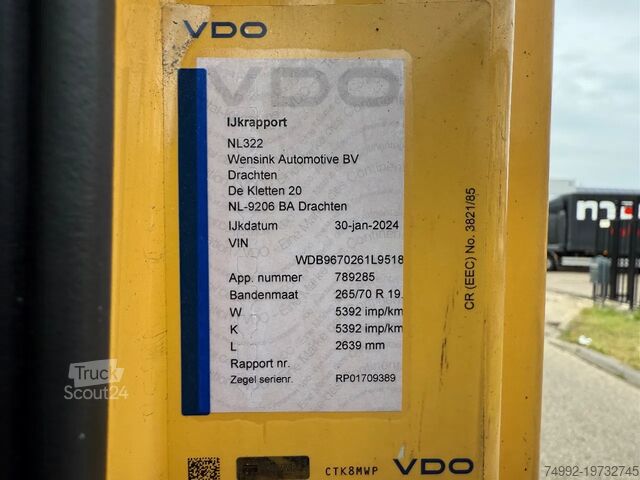 VDO
VDO
IJkrapport
NL322
Wensink Automotive BV
Drachten
De Kletten 20
NL-9206 BA Drachten
IJkdatum 30-jan-2024
VIN
WDB9670261L9518
App. nummer 789285
Bandenmaat 265/70 R 19.
W 5392 imp/km
K 5392 imp/km
L 2639 mm
Rapport nr.
Zegel serienr. RP01709389
CR (EEC) No. 3821/85
CTK8MWP VDO
Truck
Scout24
74992-19732745